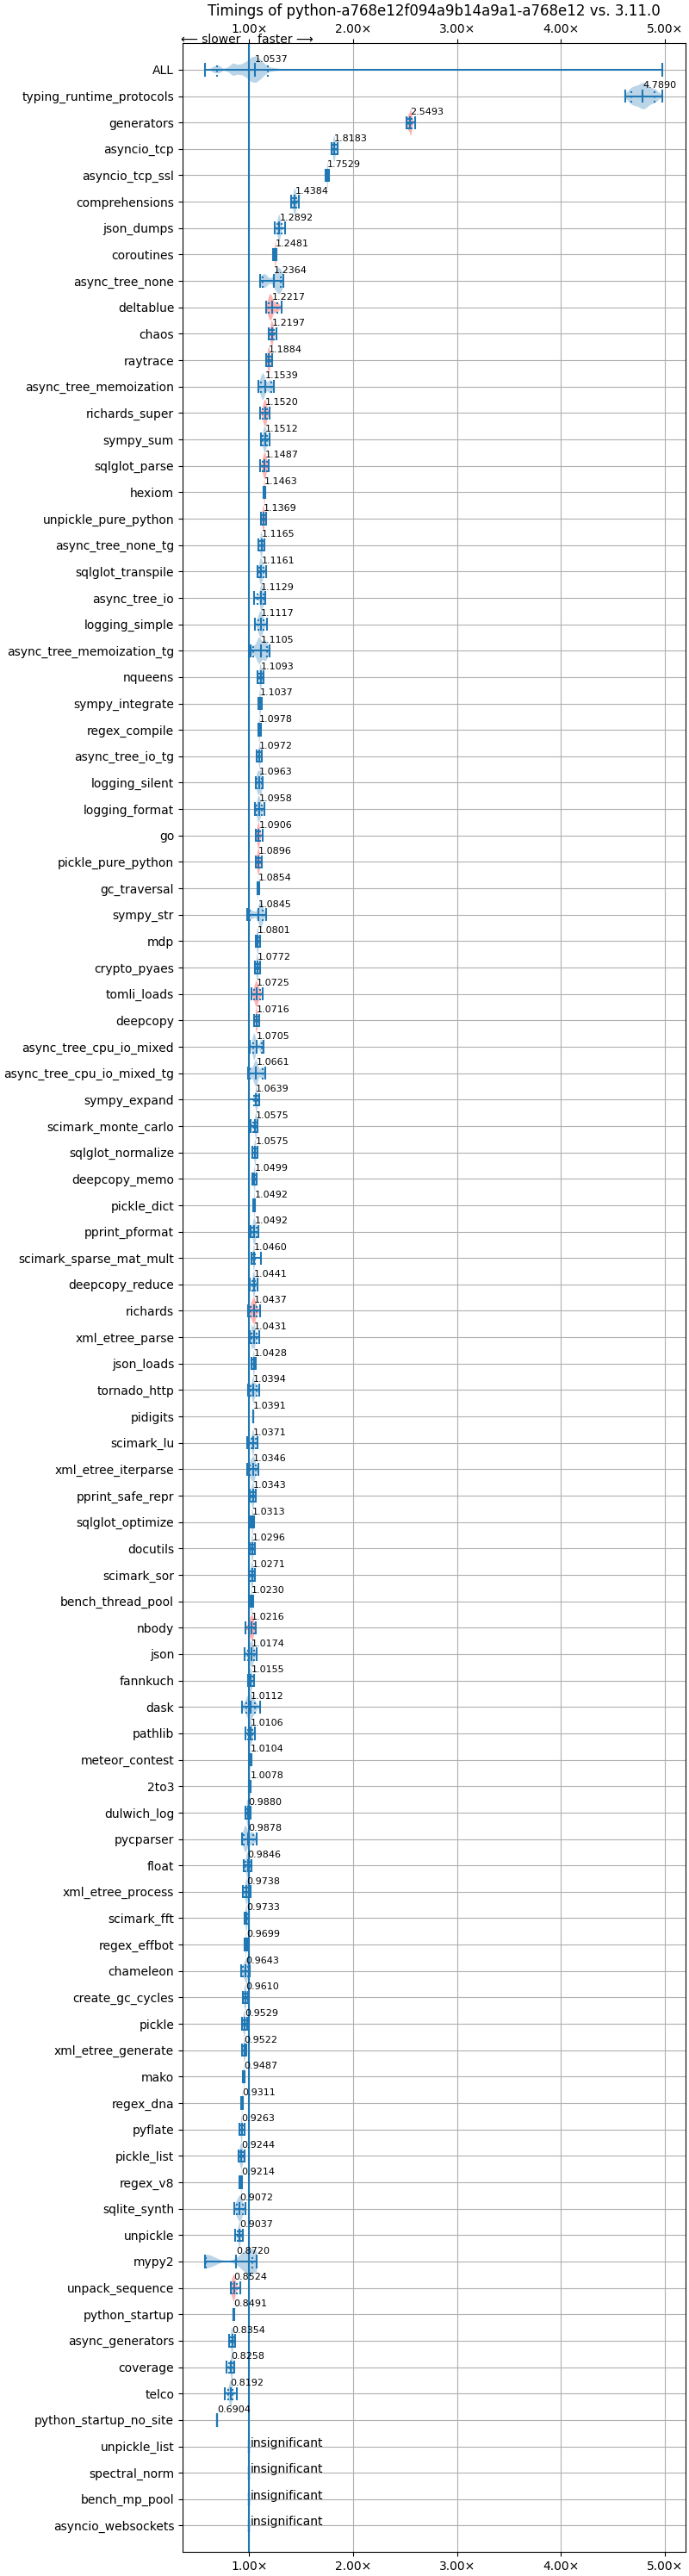 Timings of python-a768e12f094a9b14a9a1-a768e12 vs. 3.11.0
1.00× 2.00× 3.00× 4.00× 5.00×
⟵ slower faster ⟶
ALL 1.0537
typing_runtime_protocols 4.7890
generators 2.5493
asyncio_tcp 1.8183
asyncio_tcp_ssl 1.7529
comprehensions 1.4384
json_dumps 1.2892
coroutines 1.2481
async_tree_none 1.2364
deltablue 1.2217
chaos 1.2197
raytrace 1.1884
async_tree_memoization 1.1539
richards_super 1.1520
sympy_sum 1.1512
sqlglot_parse 1.1487
hexiom 1.1463
unpickle_pure_python 1.1369
async_tree_none_tg 1.1165
sqlglot_transpile 1.1161
async_tree_io 1.1129
logging_simple 1.1117
async_tree_memoization_tg 1.1105
nqueens 1.1093
sympy_integrate 1.1037
regex_compile 1.0978
async_tree_io_tg 1.0972
logging_silent 1.0963
logging_format 1.0958
go 1.0906
pickle_pure_python 1.0896
gc_traversal 1.0854
sympy_str 1.0845
mdp 1.0801
crypto_pyaes 1.0772
tomli_loads 1.0725
deepcopy 1.0716
async_tree_cpu_io_mixed 1.0705
async_tree_cpu_io_mixed_tg 1.0661
sympy_expand 1.0639
scimark_monte_carlo 1.0575
sqlglot_normalize 1.0575
deepcopy_memo 1.0499
pickle_dict 1.0492
pprint_pformat 1.0492
scimark_sparse_mat_mult 1.0460
deepcopy_reduce 1.0441
richards 1.0437
xml_etree_parse 1.0431
json_loads 1.0428
tornado_http 1.0394
pidigits 1.0391
scimark_lu 1.0371
xml_etree_iterparse 1.0346
pprint_safe_repr 1.0343
sqlglot_optimize 1.0313
docutils 1.0296
scimark_sor 1.0271
bench_thread_pool 1.0230
nbody 1.0216
json 1.0174
fannkuch 1.0155
dask 1.0112
pathlib 1.0106
meteor_contest 1.0104
2to3 1.0078
dulwich_log 0.9880
pycparser 0.9878
float 0.9846
xml_etree_process 0.9738
scimark_fft 0.9733
regex_effbot 0.9699
chameleon 0.9643
create_gc_cycles 0.9610
pickle 0.9529
xml_etree_generate 0.9522
mako 0.9487
regex_dna 0.9311
pyflate 0.9263
pickle_list 0.9244
regex_v8 0.9214
sqlite_synth 0.9072
unpickle 0.9037
mypy2 0.8720
unpack_sequence 0.8524
python_startup 0.8491
async_generators 0.8354
coverage 0.8258
telco 0.8192
python_startup_no_site 0.6904
unpickle_list insignificant
spectral_norm insignificant
bench_mp_pool insignificant
asyncio_websockets insignificant
1.00× 2.00× 3.00× 4.00× 5.00×